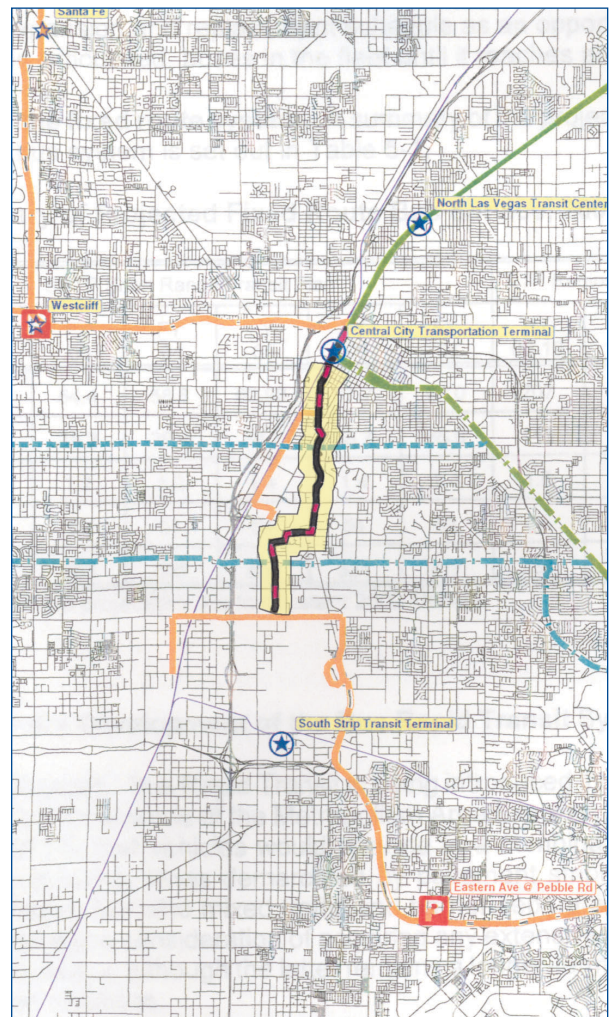 Santa Fe
North Las Vegas Transit Center
Westcliff
Central City Transportation Terminal
South Strip Transit Terminal
Eastern Ave @ Pebble Rd
P